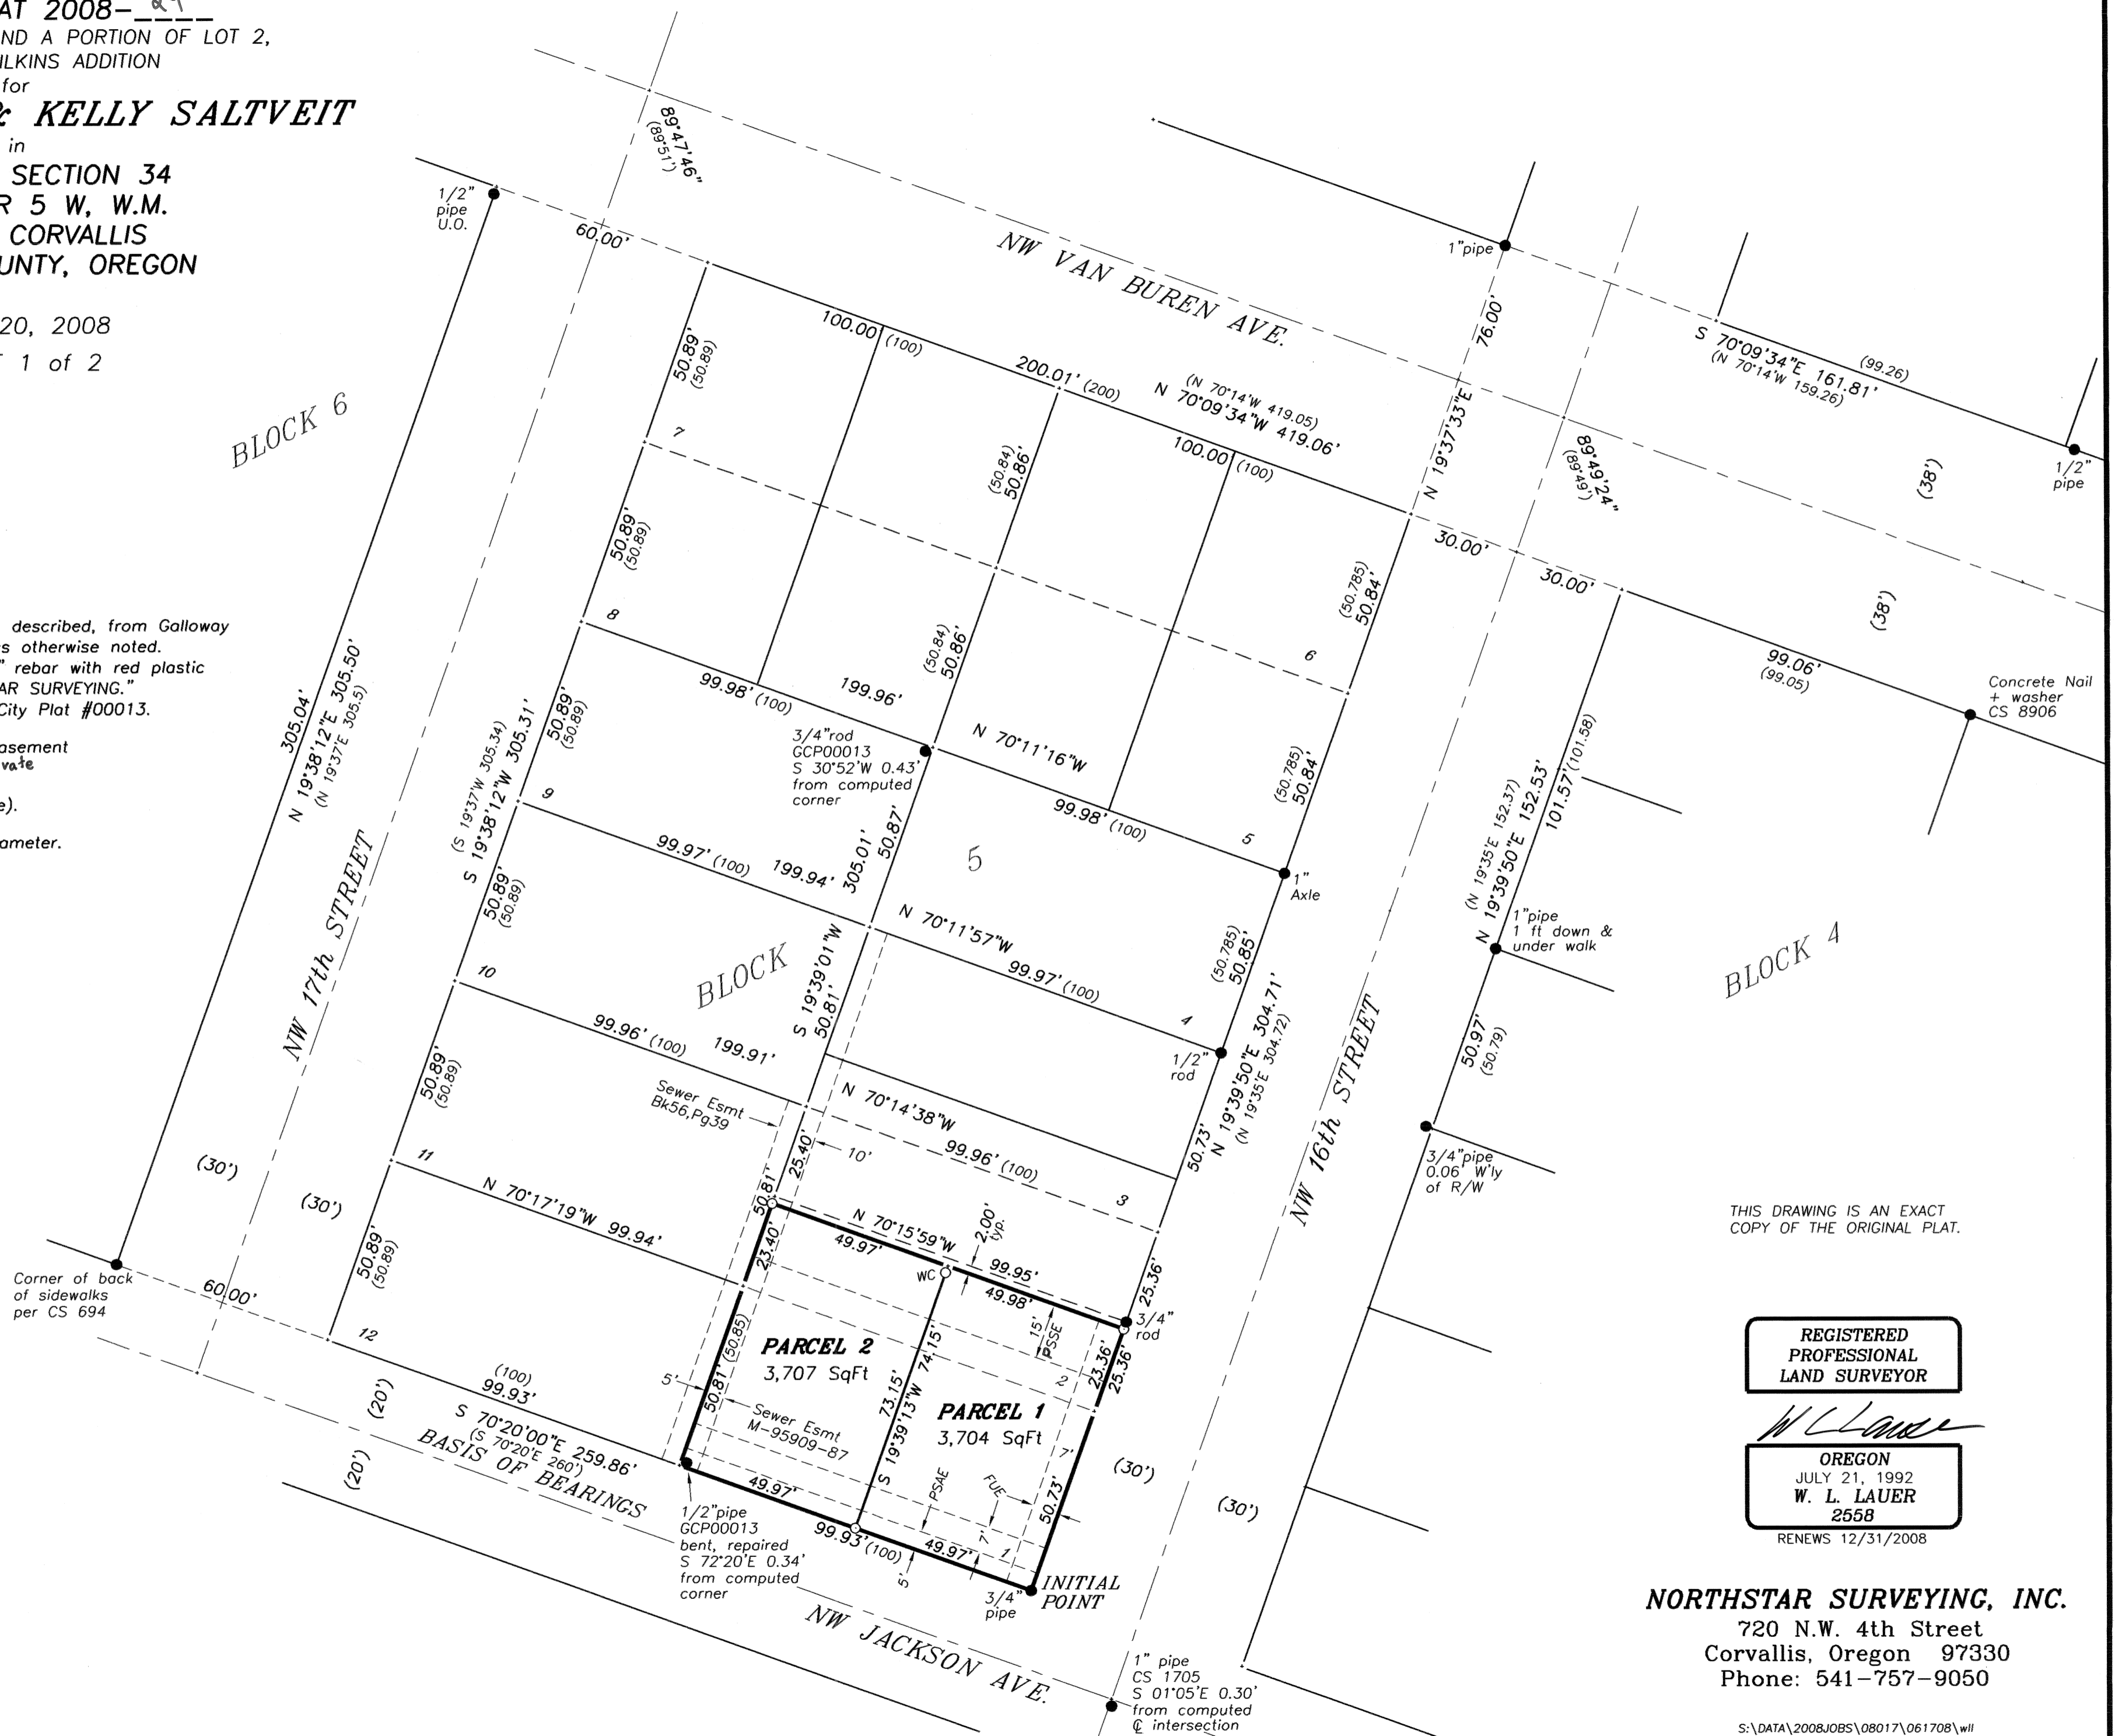 AT 2008-____
ND A PORTION OF LOT 2,
ILKINS ADDITION
for
& KELLY SALTVEIT
in
SECTION 34
R 5 W, W.M.
CORVALLIS
UNTY, OREGON
20, 2008
T 1 of 2
described, from Galloway
s otherwise noted.
" rebar with red plastic
AR SURVEYING."
City Plat #00013.
asement
vate
e).
ameter.
BLOCK 6
1/2"
pipe
U.O.
60.00'
89°47'46"
(89°51')
NW VAN BUREN AVE.
1"pipe
76.00'
S 70°09'34"E 161.81'
(N 70°14'W 159.26)
(99.26)
1/2"
pipe
(38')
(38')
100.00 (100)
200.01' (200)
(N 70°14'W 419.05)
N 70°09'34"W 419.06'
100.00 (100)
N 19°37'33"E
89°49'24"
(89°49')
30.00'
30.00'
99.06'
(99.05)
Concrete Nail
+ washer
CS 8906
50.89'
(50.89)
7
(50.84)
50.86'
(50.785)
50.84'
6
50.89'
(50.89)
8
(50.84)
50.86'
99.98' (100)
199.96'
3/4"rod
GCP00013
S 30°52'W 0.43'
from computed
corner
N 70°11'16"W
99.98' (100)
(50.785)
50.84'
5
1"
Axle
305.04'
N 19°38'12"E 305.50'
(N 19°37'E 305.5)
(S 19°37'W 305.34)
S 19°38'12"W 305.31'
50.89'
(50.89)
9
99.97' (100)
199.94'
305.01'
50.87'
5
BLOCK
N 70°11'57"W
99.97' (100)
(50.785)
50.85'
4
1/2"
rod
101.57' (101.58)
(N 19°35'E 152.37)
N 19°39'50"E 152.53'
1"pipe
1 ft down &
under walk
BLOCK 4
50.97'
(50.79)
3/4"pipe
0.06' W'ly
of R/W
NW 17th STREET
50.89'
(50.89)
10
99.96' (100)
199.91'
S 19°39'01"W
50.81'
Sewer Esmt
Bk56,Pg39
N 70°14'38"W
99.96' (100)
10'
25.40'
50.81'
3
50.73'
N 19°39'50"E 304.71'
(N 19°35'E 304.72)
NW 16th STREET
50.89'
(50.89)
11
N 70°17'19"W 99.94'
(30')
(30')
N 70°15'59"W
49.97'
2.00'
typ.
99.95'
49.98'
WC
23.40'
25.36'
3/4"
rod
15'
PSSE
23.36'
25.36'
2
PARCEL 2
3,707 SqFt
PARCEL 1
3,704 SqFt
50.81' (50.85)
5'
Sewer Esmt
M-95909-87
73.15'
S 19°39'13"W 74.15'
PSAE
FUE
7'
7'
50.73'
1
(30')
(30')
Corner of back
of sidewalks
per CS 694
60.00'
50.89'
(50.89)
12
(100)
99.93'
S 70°20'00"E 259.86'
(S 70°20'E 260')
BASIS OF BEARINGS
(20')
(20')
49.97'
99.93' (100)
49.97'
5'
1/2"pipe
GCP00013
bent, repaired
S 72°20'E 0.34'
from computed
corner
3/4"
pipe
INITIAL
POINT
NW JACKSON AVE.
1" pipe
CS 1705
S 01°05'E 0.30'
from computed
℄ intersection
THIS DRAWING IS AN EXACT
COPY OF THE ORIGINAL PLAT.
REGISTERED
PROFESSIONAL
LAND SURVEYOR
W L Lauer
OREGON
JULY 21, 1992
W. L. LAUER
2558
RENEWS 12/31/2008
NORTHSTAR SURVEYING, INC.
720 N.W. 4th Street
Corvallis, Oregon 97330
Phone: 541-757-9050
S:\DATA\2008JOBS\08017\061708\wll